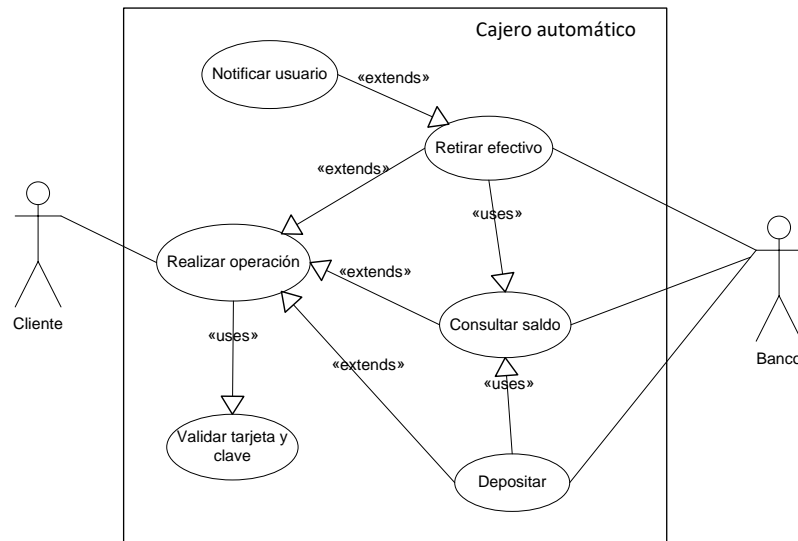 Cajero automático
Notificar usuario
«extends»
Retirar efectivo
«extends»
«uses»
Realizar operación
«extends»
Consultar saldo
Cliente
«uses»
Banco
«extends»
«uses»
Validar tarjeta y
clave
Depositar